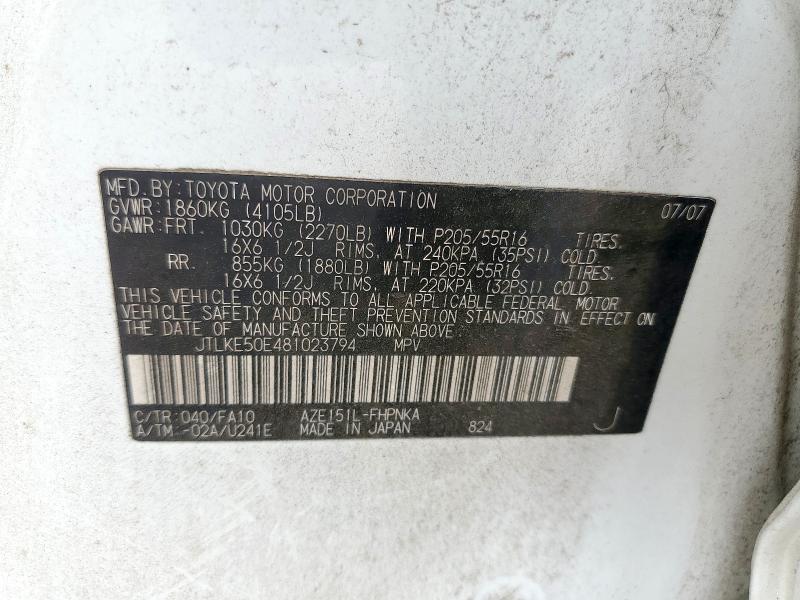 MFD. BY: TOYOTA MOTOR CORPORATION 07/07
GVWR: 1860KG (4105LB)
GAWR: FRT. 1030KG (2270LB) WITH P205/55R16 TIRES.
16X6 1/2J RIMS, AT 240KPA (35PSI) COLD.
RR. 855KG (1880LB) WITH P205/55R16 TIRES.
16X6 1/2J RIMS, AT 220KPA (32PSI) COLD.
THIS VEHICLE CONFORMS TO ALL APPLICABLE FEDERAL MOTOR
VEHICLE SAFETY AND THEFT PREVENTION STANDARDS IN EFFECT ON
THE DATE OF MANUFACTURE SHOWN ABOVE.
JTLKE50E481023794 MPV
C/TR: 040/FA10 AZE151L-FHPNKA
A/TM: -02A/U241E MADE IN JAPAN 824 J